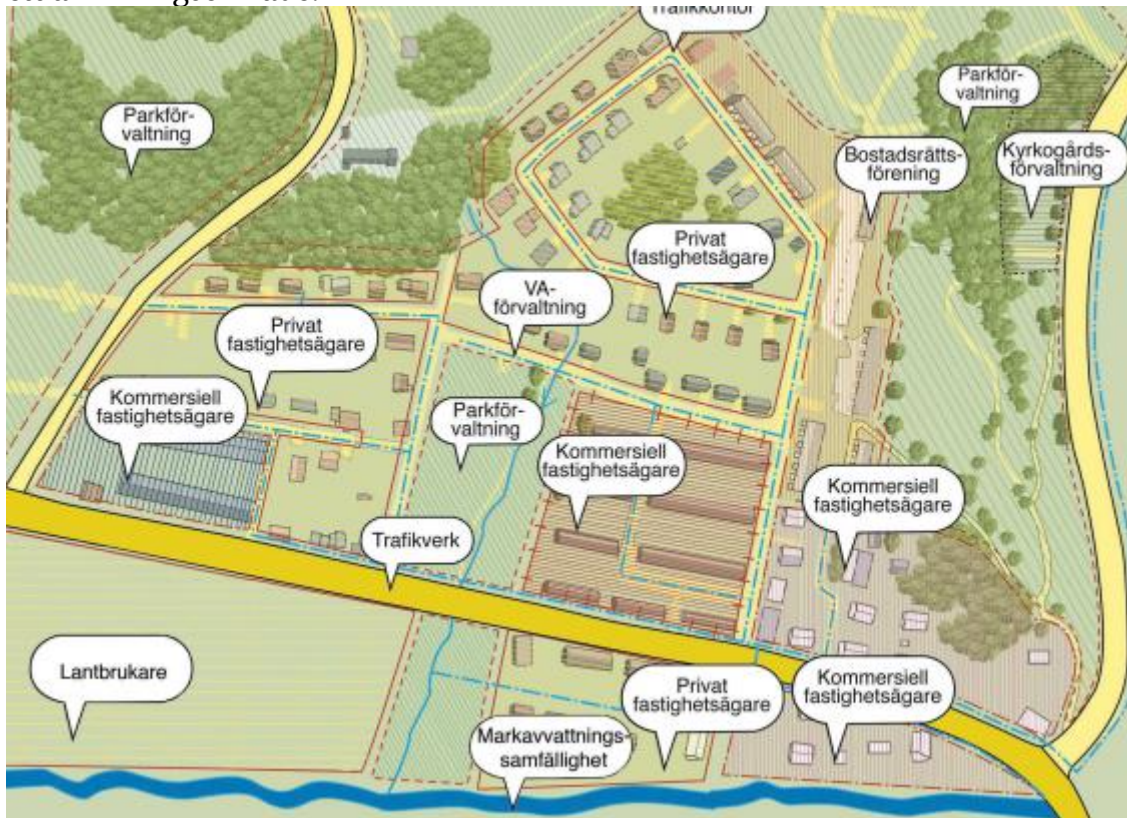 Trafikkontor
Parkför-
valtning
Parkför-
valtning
Bostadsrätts-
förening
Kyrkogårds-
förvaltning
Privat
fastighetsägare
VA-
förvaltning
Privat
fastighetsägare
Kommersiell
fastighetsägare
Parkför-
valtning
Kommersiell
fastighetsägare
Kommersiell
fastighetsägare
Trafikverk
Lantbrukare
Privat
fastighetsägare
Kommersiell
fastighetsägare
Markavvattnings-
samfällighet